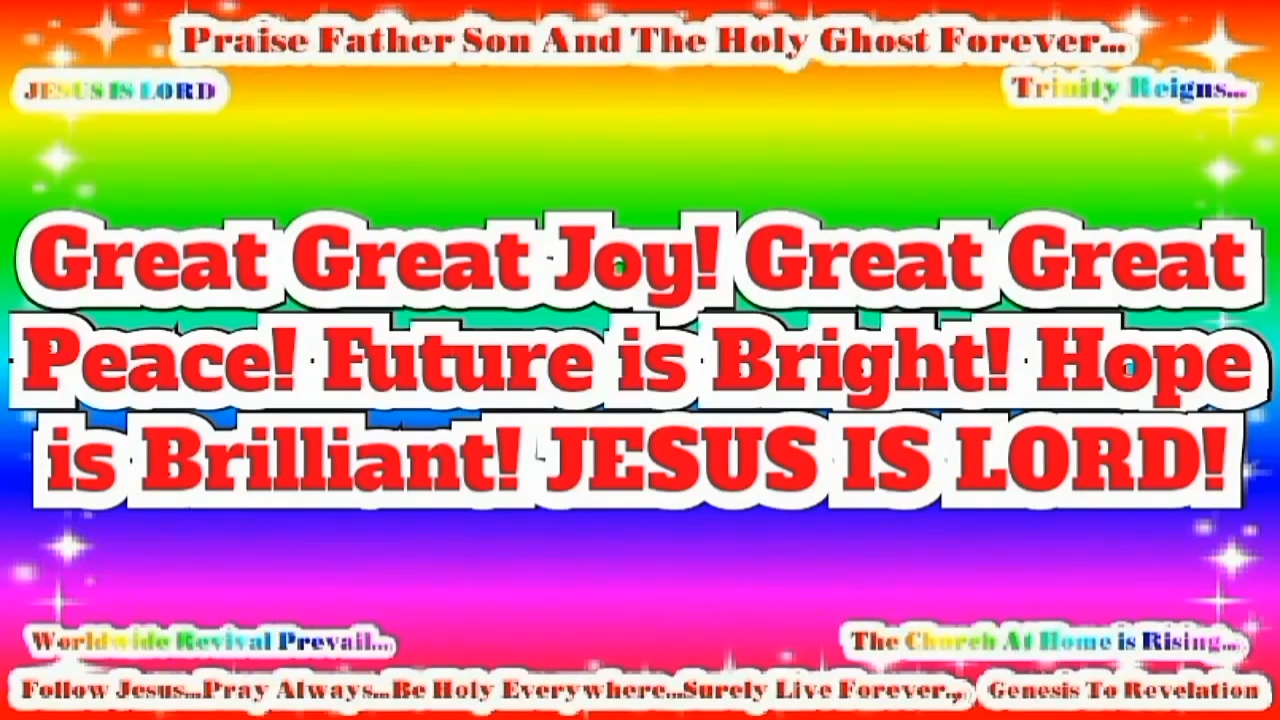 Praise Father Son And The Holy Ghost Forever...
JESUS IS LORD
Trinity Reigns...
Great Great Joy! Great Great
Peace! Future is Bright! Hope
is Brilliant! JESUS IS LORD!
Worldwide Revival Prevail...
The Church At Home is Rising...
Follow Jesus...Pray Always...Be Holy Everywhere...Surely Live Forever..,
Genesis To Revelation